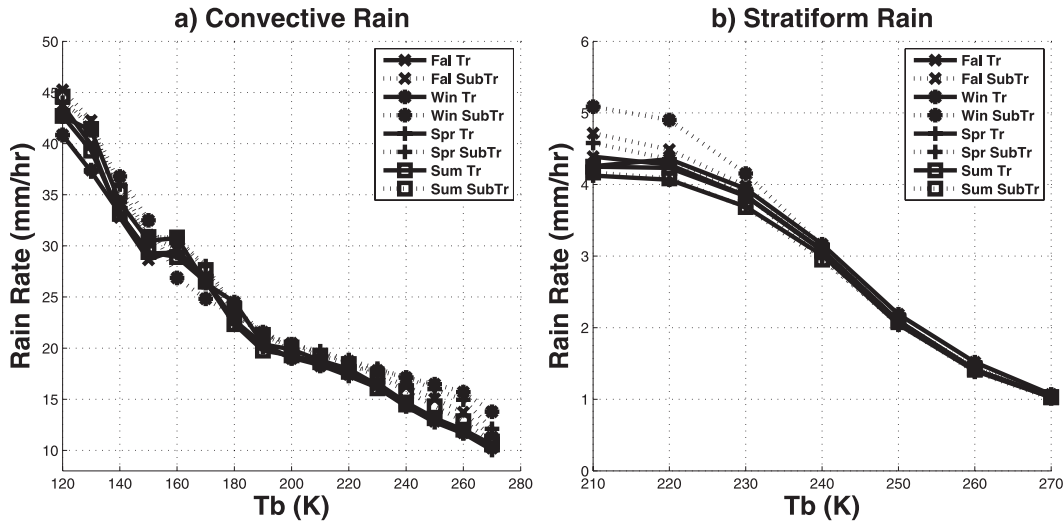 a) Convective Rain
50
45
40
35
30
25
20
15
10
120 140 160 180 200 220 240 260 280
Rain Rate (mm/hr)
Tb (K)
Fal Tr
Fal SubTr
Win Tr
Win SubTr
Spr Tr
Spr SubTr
Sum Tr
Sum SubTr
b) Stratiform Rain
6
5
4
3
2
1
0
210 220 230 240 250 260 270
Rain Rate (mm/hr)
Tb (K)
Fal Tr
Fal SubTr
Win Tr
Win SubTr
Spr Tr
Spr SubTr
Sum Tr
Sum SubTr